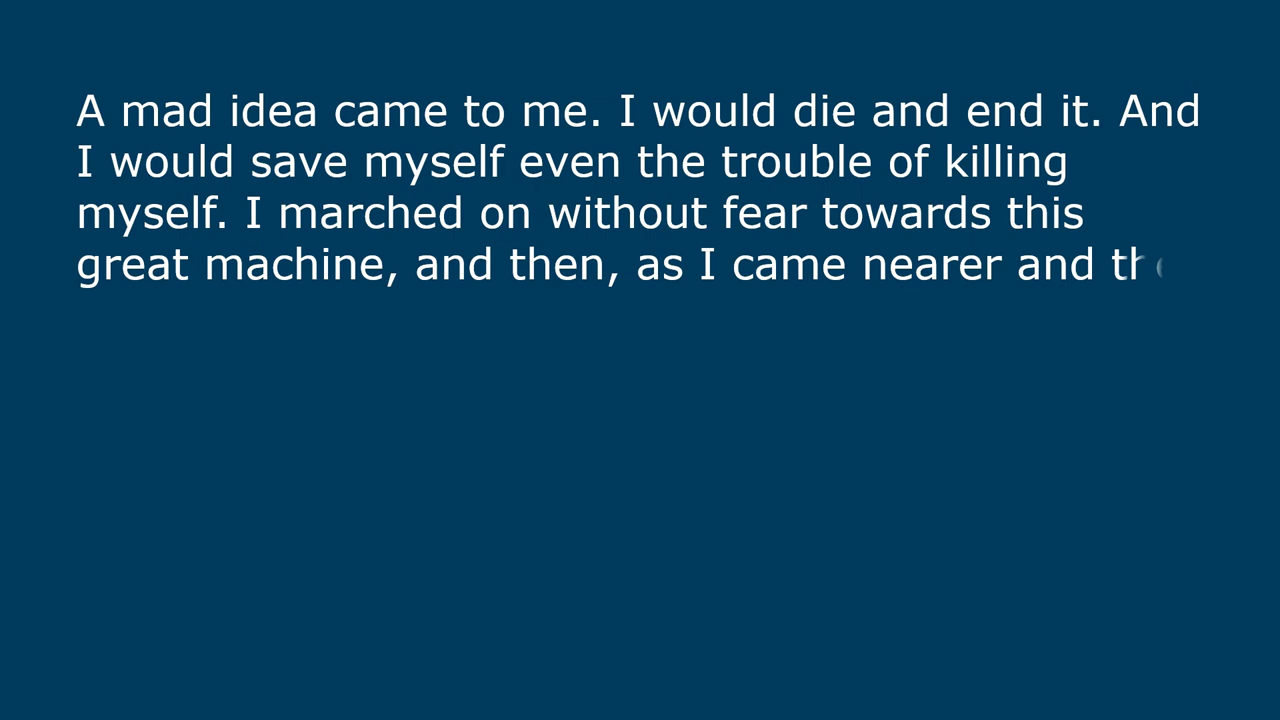 A mad idea came to me. I would die and end it. And
I would save myself even the trouble of killing
myself. I marched on without fear towards this
great machine, and then, as I came nearer and